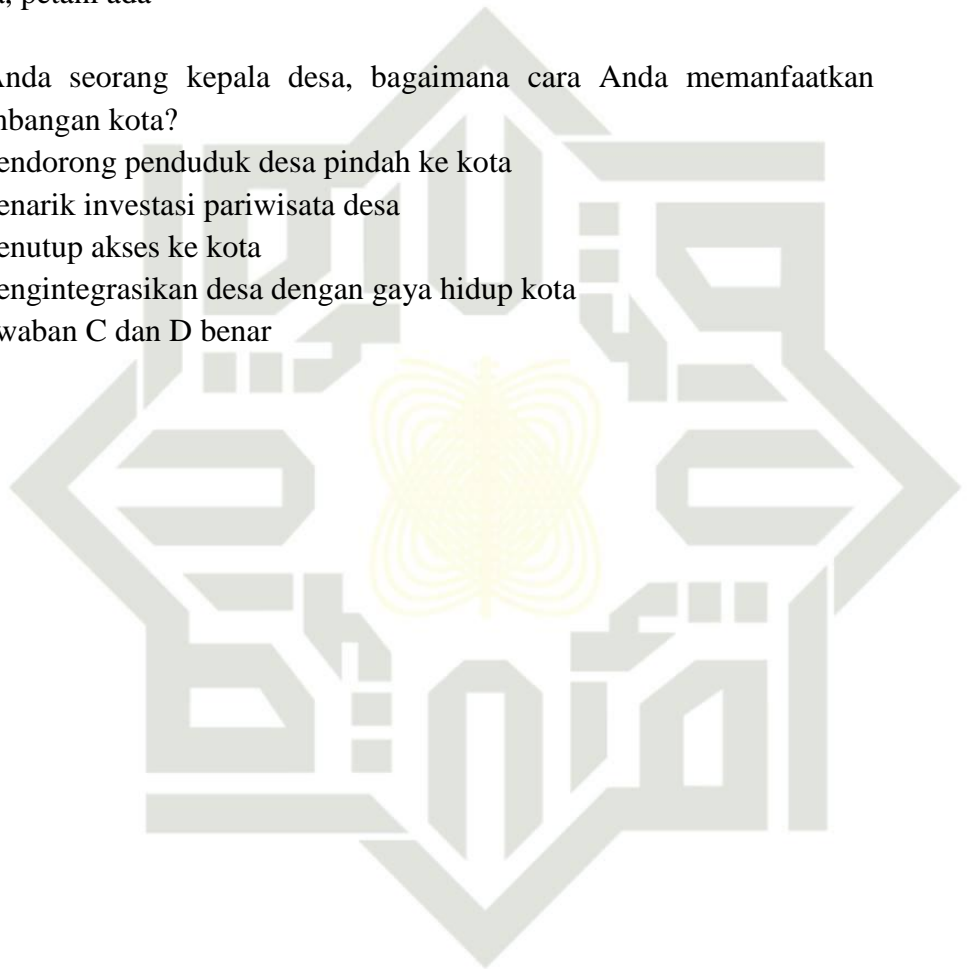 petani ada
Anda seorang kepala desa, bagaimana cara Anda memanfaatkan
mbangan kota?
endorong penduduk desa pindah ke kota
enarik investasi pariwisata desa
enutup akses ke kota
engintegrasikan desa dengan gaya hidup kota
waban C dan D benar